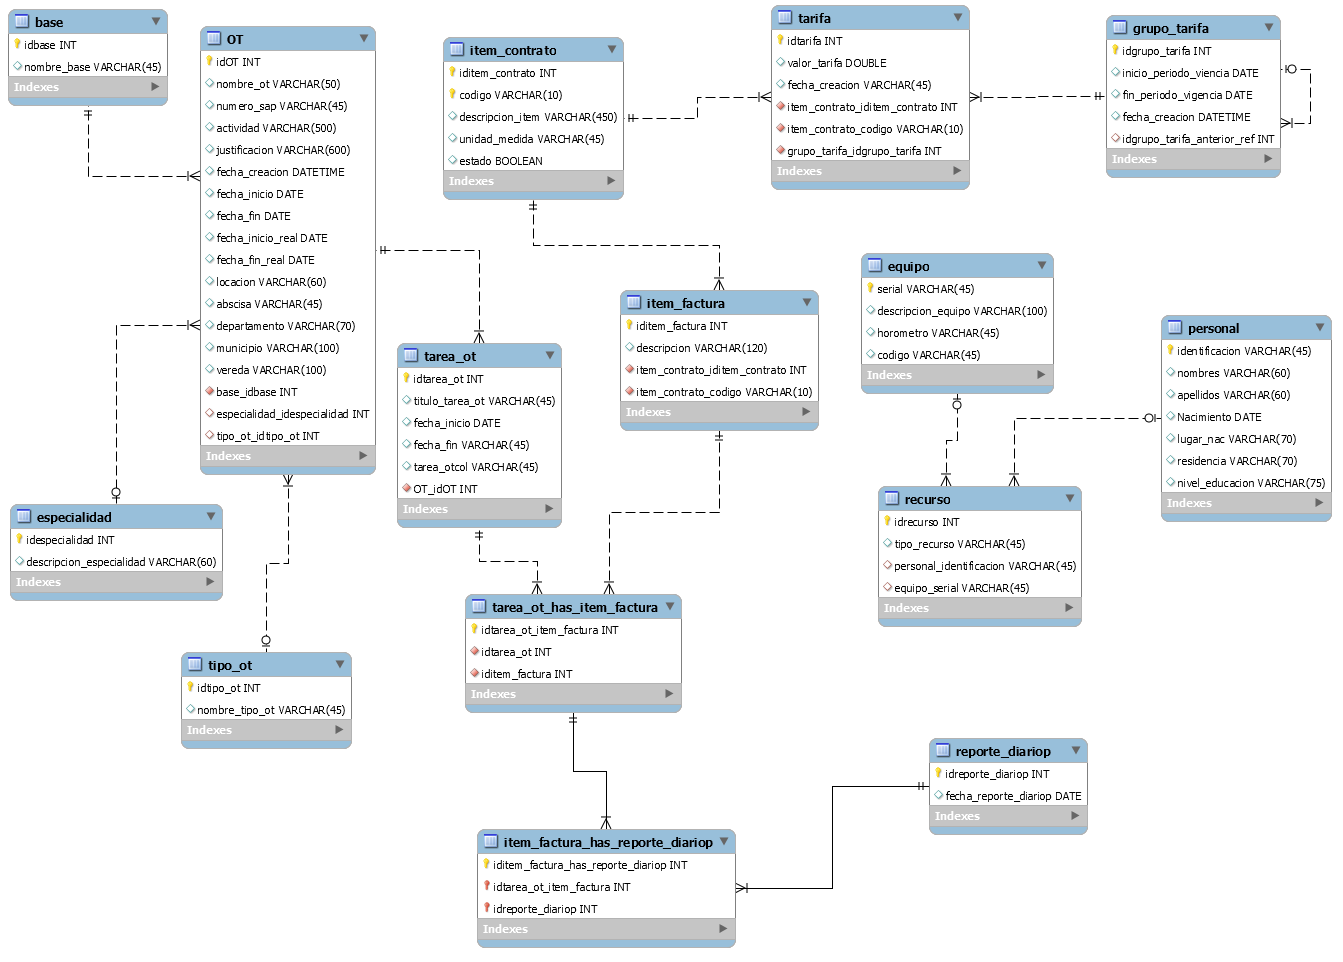 base
idbase INT
nombre_base VARCHAR(45)
Indexes
OT
idOT INT
nombre_ot VARCHAR(50)
numero_sap VARCHAR(45)
actividad VARCHAR(500)
justificacion VARCHAR(600)
fecha_creacion DATETIME
fecha_inicio DATE
fecha_fin DATE
fecha_inicio_real DATE
fecha_fin_real DATE
locacion VARCHAR(60)
abscisa VARCHAR(45)
departamento VARCHAR(70)
municipio VARCHAR(100)
vereda VARCHAR(100)
base_idbase INT
especialidad_idespecialidad INT
tipo_ot_idtipo_ot INT
Indexes
item_contrato
iditem_contrato INT
codigo VARCHAR(10)
descripcion_item VARCHAR(450)
unidad_medida VARCHAR(45)
estado BOOLEAN
Indexes
tarifa
idtarifa INT
valor_tarifa DOUBLE
fecha_creacion VARCHAR(45)
item_contrato_iditem_contrato INT
item_contrato_codigo VARCHAR(10)
grupo_tarifa_idgrupo_tarifa INT
Indexes
grupo_tarifa
idgrupo_tarifa INT
inicio_periodo_viencia DATE
fin_periodo_vigencia DATE
fecha_creacion DATETIME
idgrupo_tarifa_anterior_ref INT
Indexes
item_factura
iditem_factura INT
descripcion VARCHAR(120)
item_contrato_iditem_contrato INT
item_contrato_codigo VARCHAR(10)
Indexes
equipo
serial VARCHAR(45)
descripcion_equipo VARCHAR(100)
horometro VARCHAR(45)
codigo VARCHAR(45)
Indexes
personal
identificacion VARCHAR(45)
nombres VARCHAR(60)
apellidos VARCHAR(60)
Nacimiento DATE
lugar_nac VARCHAR(70)
residencia VARCHAR(70)
nivel_educacion VARCHAR(75)
Indexes
tarea_ot
idtarea_ot INT
titulo_tarea_ot VARCHAR(45)
fecha_inicio DATE
fecha_fin VARCHAR(45)
tarea_otcol VARCHAR(45)
OT_idOT INT
Indexes
recurso
idrecurso INT
tipo_recurso VARCHAR(45)
personal_identificacion VARCHAR(45)
equipo_serial VARCHAR(45)
Indexes
especialidad
idespecialidad INT
descripcion_especialidad VARCHAR(60)
Indexes
tarea_ot_has_item_factura
idtarea_ot_item_factura INT
idtarea_ot INT
iditem_factura INT
Indexes
tipo_ot
idtipo_ot INT
nombre_tipo_ot VARCHAR(45)
Indexes
reporte_diariop
idreporte_diariop INT
fecha_reporte_diariop DATE
Indexes
item_factura_has_reporte_diariop
iditem_factura_has_reporte_diariop INT
idtarea_ot_item_factura INT
idreporte_diariop INT
Indexes